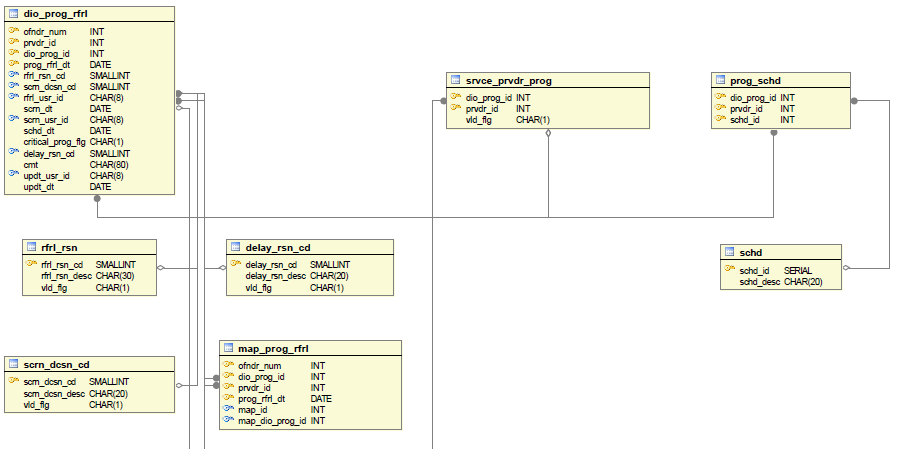 dio_prog_rfrl
ofndr_num INT
prvdr_id INT
dio_prog_id INT
prog_rfrl_dt DATE
rfrl_rsn_cd SMALLINT
scrn_dcsn_cd SMALLINT
rfrl_usr_id CHAR(8)
scrn_dt DATE
scrn_usr_id CHAR(8)
schd_dt DATE
critical_prog_flg CHAR(1)
delay_rsn_cd SMALLINT
cmt CHAR(80)
updt_usr_id CHAR(8)
updt_dt DATE
srvce_prvdr_prog
dio_prog_id INT
prvdr_id INT
vld_flg CHAR(1)
prog_schd
dio_prog_id INT
prvdr_id INT
schd_id INT
rfrl_rsn
rfrl_rsn_cd SMALLINT
rfrl_rsn_desc CHAR(30)
vld_flg CHAR(1)
delay_rsn_cd
delay_rsn_cd SMALLINT
delay_rsn_desc CHAR(20)
vld_flg CHAR(1)
schd
schd_id SERIAL
schd_desc CHAR(20)
scrn_dcsn_cd
scrn_dcsn_cd SMALLINT
scrn_dcsn_desc CHAR(20)
vld_flg CHAR(1)
map_prog_rfrl
ofndr_num INT
dio_prog_id INT
prvdr_id INT
prog_rfrl_dt DATE
map_id INT
map_dio_prog_id INT